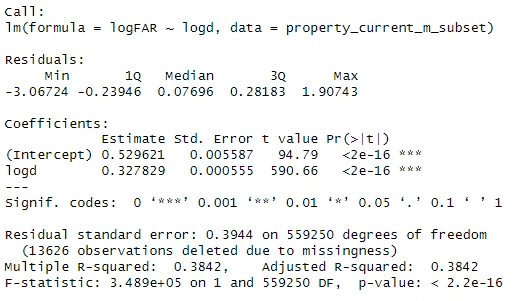 Call:
lm(formula = logFAR ~ logd, data = property_current_m_subset)
Residuals:
Min 1Q Median 3Q Max
-3.06724 -0.23946 0.07696 0.28183 1.90743
Coefficients:
Estimate Std. Error t value Pr(>|t|)
(Intercept) 0.529621 0.005587 94.79 <2e-16 ***
logd 0.327829 0.000555 590.66 <2e-16 ***
---
Signif. codes: 0 ‘***’ 0.001 ‘**’ 0.01 ‘*’ 0.05 ‘.’ 0.1 ‘ ’ 1
Residual standard error: 0.3944 on 559250 degrees of freedom
(13626 observations deleted due to missingness)
Multiple R-squared: 0.3842, Adjusted R-squared: 0.3842
F-statistic: 3.489e+05 on 1 and 559250 DF, p-value: < 2.2e-16